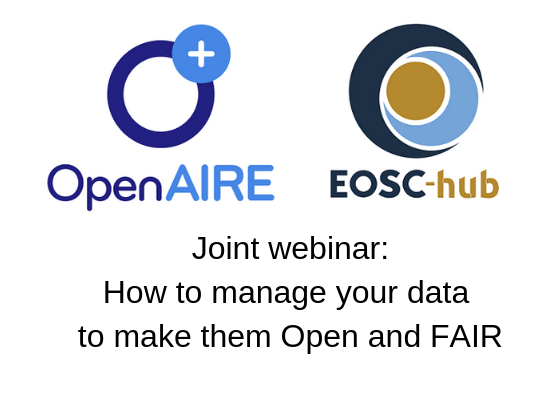 OpenAIRE
EOSC-hub
Joint webinar:
How to manage your data
to make them Open and FAIR